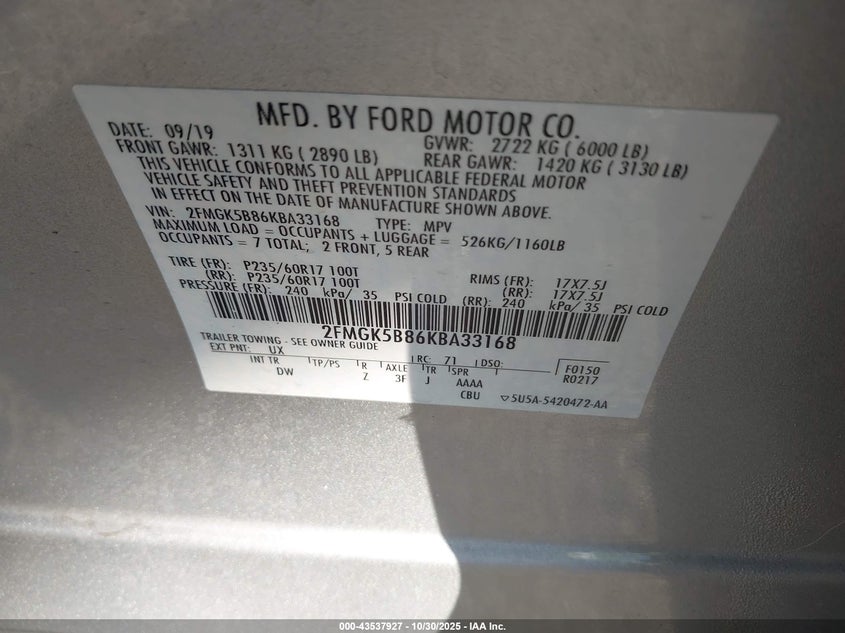 MFD. BY FORD MOTOR CO.
DATE: 09/19 GVWR: 2722 KG ( 6000 LB)
FRONT GAWR: 1311 KG ( 2890 LB) REAR GAWR: 1420 KG ( 3130 LB)
THIS VEHICLE CONFORMS TO ALL APPLICABLE FEDERAL MOTOR
VEHICLE SAFETY AND THEFT PREVENTION STANDARDS
IN EFFECT ON THE DATE OF MANUFACTURE SHOWN ABOVE.
VIN: 2FMGK5B86KBA33168 TYPE: MPV
MAXIMUM LOAD = OCCUPANTS + LUGGAGE = 526KG/1160LB
OCCUPANTS = 7 TOTAL; 2 FRONT, 5 REAR
TIRE (FR): P235/60R17 100T RIMS (FR): 17X7.5J
(RR): P235/60R17 100T (RR): 17X7.5J
PRESSURE (FR): 240 kPa/ 35 PSI COLD (RR): 240 kPa/ 35 PSI COLD
2FMGK5B86KBA33168
TRAILER TOWING - SEE OWNER GUIDE
EXT PNT: UX RC: 71 DSO:
INT TR TP/PS R AXLE TR SPR F0150
DW Z 3F J AAAA R0217
CBU ▽5U5A-5420472-AA
000-43537927 - 10/30/2025 - IAA Inc.